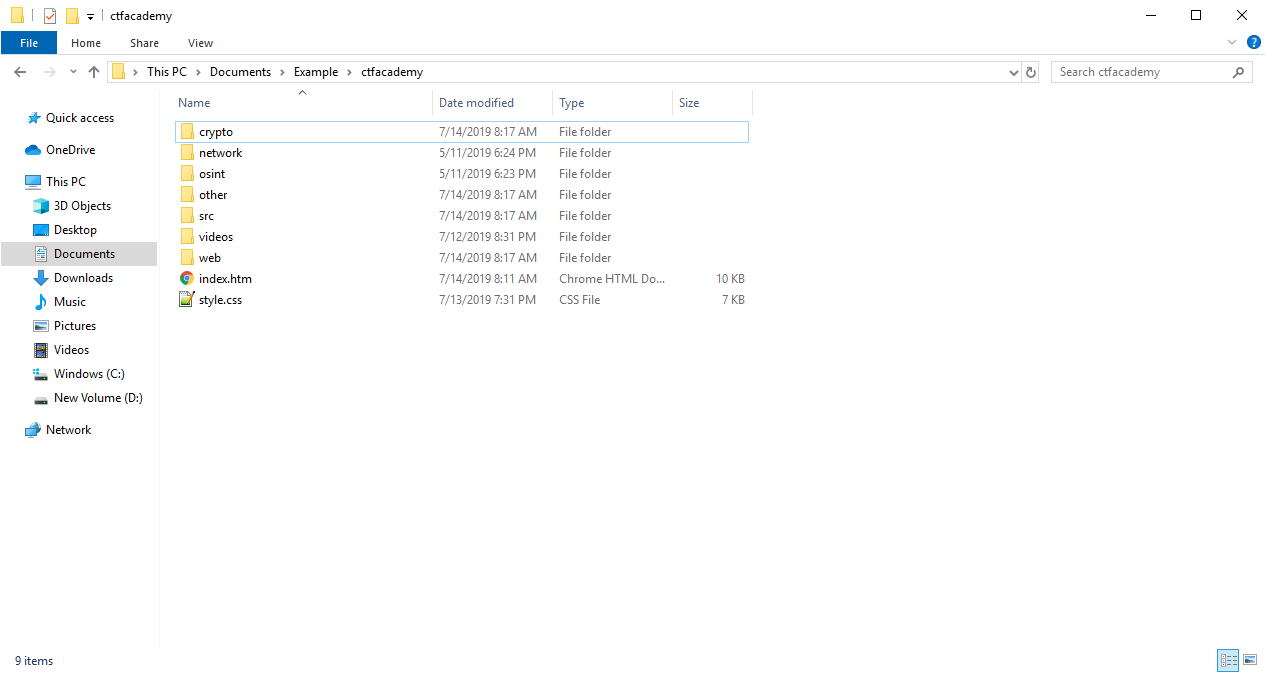 ctfacademy
File Home Share View
This PC Documents Example ctfacademy Search ctfacademy
Name Date modified Type Size
Quick access
OneDrive
This PC
3D Objects
Desktop
Documents
Downloads
Music
Pictures
Videos
Windows (C:)
New Volume (D:)
Network
crypto 7/14/2019 8:17 AM File folder
network 5/11/2019 6:24 PM File folder
osint 5/11/2019 6:23 PM File folder
other 7/14/2019 8:17 AM File folder
src 7/14/2019 8:17 AM File folder
videos 7/12/2019 8:31 PM File folder
web 7/14/2019 8:17 AM File folder
index.htm 7/14/2019 8:11 AM Chrome HTML Do... 10 KB
style.css 7/13/2019 7:31 PM CSS File 7 KB
9 items